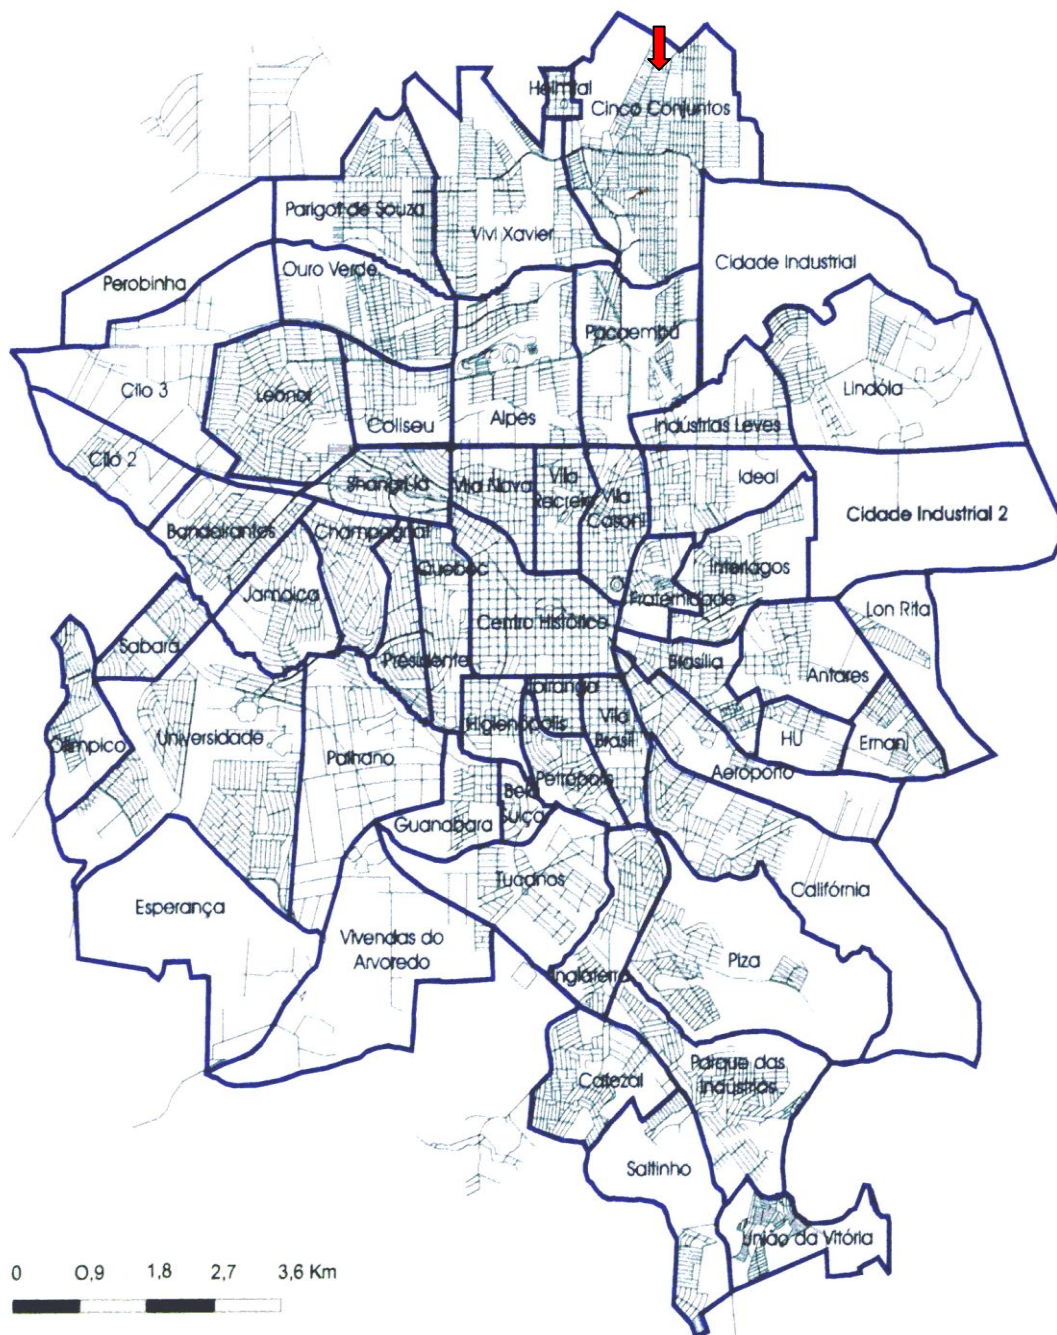 Heimtal
Cinco Conjuntos
Parigot de Souza
Vivi Xavier
Cidade Industrial
Ouro Verde
Perobinha
Pacaembú
Cilo 3
Leonor
Coliseu
Alpes
Indústrias Leves
Lindóia
Cilo 2
Shangri-lá
Vila Nova
Vila
Recreio
Vila
Casoni
Ideal
Cidade Industrial 2
Bandeirantes
Champagnat
Quebec
Interlagos
Jamaica
Fraternidade
Centro Histórico
Lon Rita
Sabará
Presidente
Brasília
Antares
Ipiranga
Olímpico
Universidade
Higienópolis
Vila
Brasil
HU
Ernani
Palhano
Petrópolis
Aeroporto
Bela
Suiça
Guanabara
Tucanos
Califórnia
Esperança
Vivendas do
Arvoredo
Inglaterra
Piza
Cafezal
Parque das
Indústrias
Saltinho
União da Vitória
0 0,9 1,8 2,7 3,6 Km